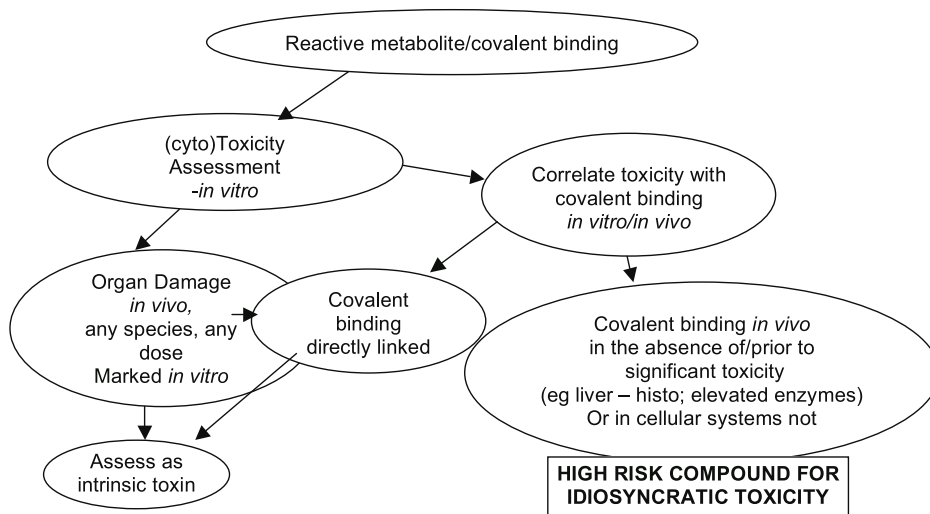 Reactive metabolite/covalent binding
(cyto)Toxicity
Assessment
-in vitro
Correlate toxicity with
covalent binding
in vitro/in vivo
Organ Damage
in vivo,
any species, any
dose
Marked in vitro
Covalent
binding
directly linked
Covalent binding in vivo
in the absence of/prior to
significant toxicity
(eg liver – histo; elevated enzymes)
Or in cellular systems not
Assess as
intrinsic toxin
HIGH RISK COMPOUND FOR
IDIOSYNCRATIC TOXICITY